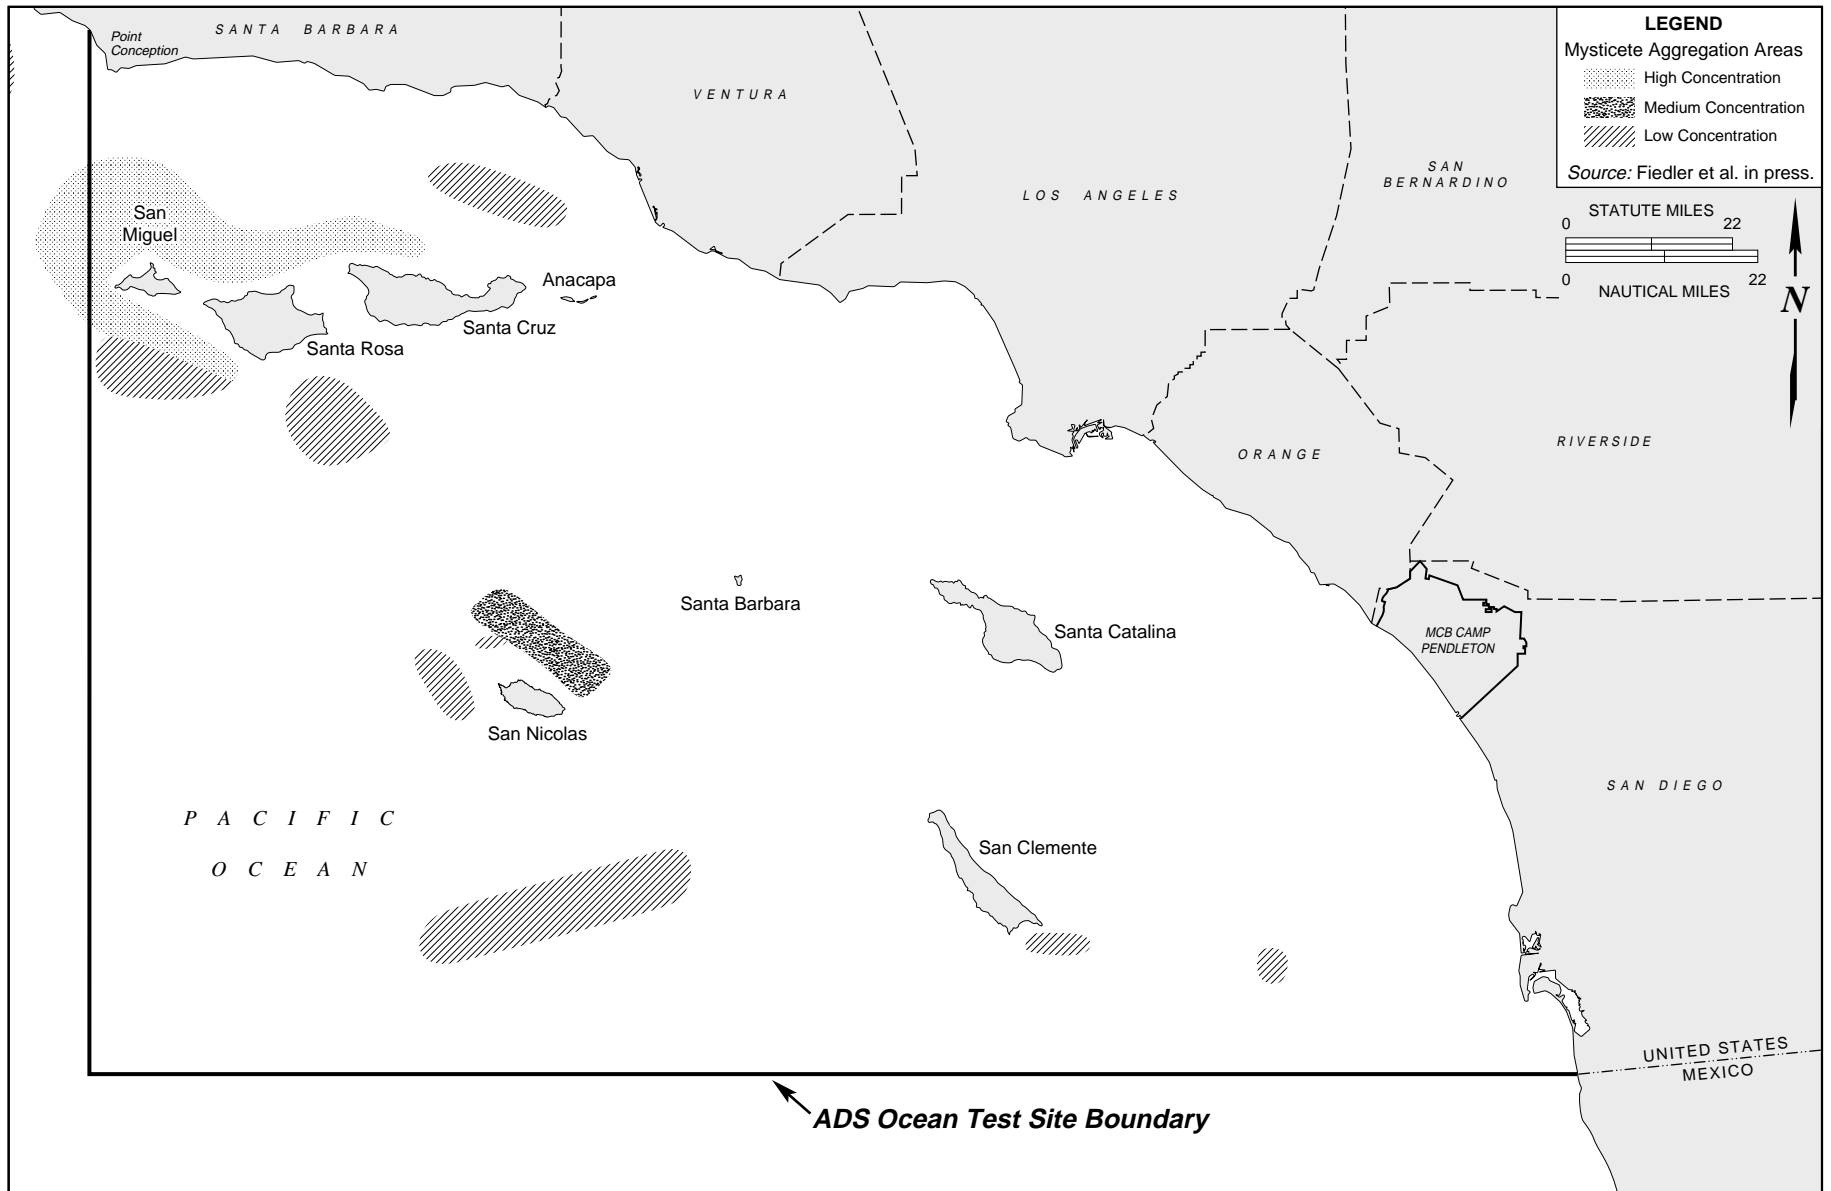 LEGEND
Mysticete Aggregation Areas
High Concentration
Medium Concentration
Low Concentration
Source: Fiedler et al. in press.
STATUTE MILES
0 22
0 22
NAUTICAL MILES
N
Point
Conception
SANTA BARBARA
VENTURA
LOS ANGELES
SAN
BERNARDINO
San
Miguel
Anacapa
Santa Cruz
Santa Rosa
ORANGE
RIVERSIDE
Santa Barbara
Santa Catalina
MCB CAMP
PENDLETON
San Nicolas
SAN DIEGO
PACIFIC
OCEAN
San Clemente
UNITED STATES
MEXICO
ADS Ocean Test Site Boundary